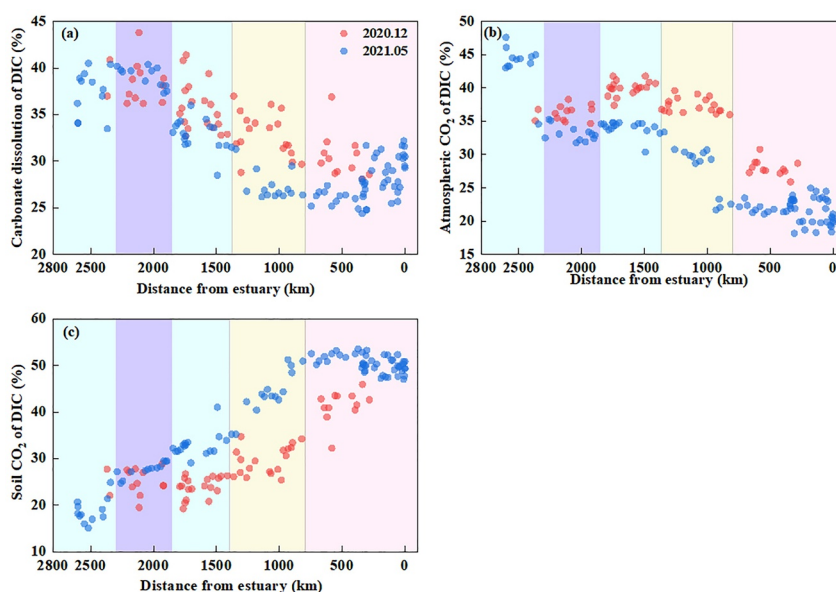 (a)
2020.12
2021.05
Carbonate dissolution of DIC (%)
45
40
35
30
25
20
2800 2500 2000 1500 1000 500 0
Distance from estuary (km)
(b)
Atmospheric CO₂ of DIC (%)
50
45
40
35
30
25
20
15
2800 2500 2000 1500 1000 500 0
Distance from estuary (km)
(c)
Soil CO₂ of DIC (%)
60
50
40
30
20
10
2800 2500 2000 1500 1000 500 0
Distance from estuary (km)